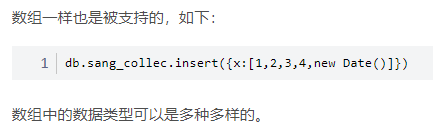 数组一样也是被支持的，如下：
1 db.sang_collec.insert({x:[1,2,3,4,new Date()]})
数组中的数据类型可以是多种多样的。